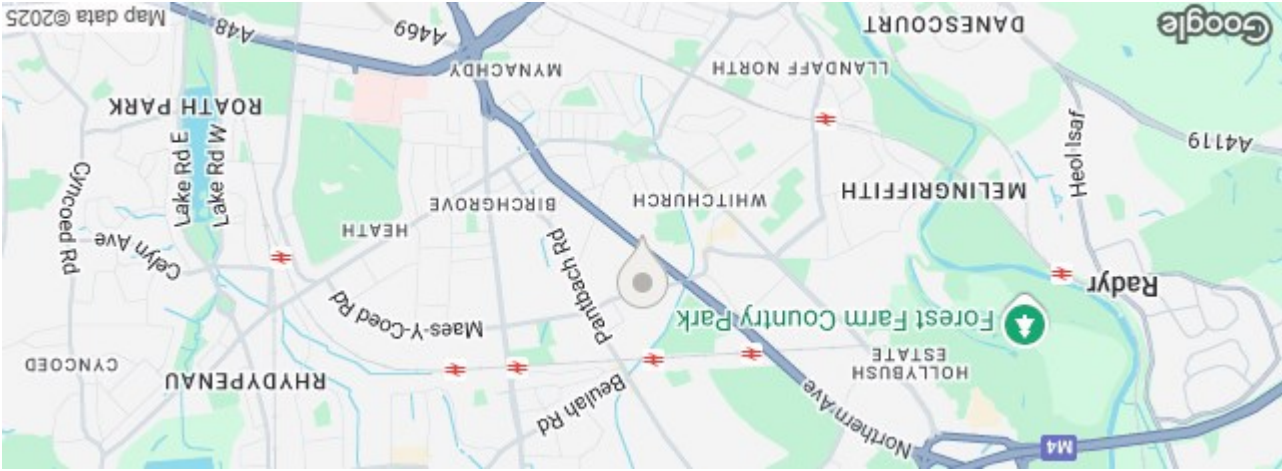 M4
Northern Ave
Beulah Rd
RHYDYPENAU
CYNCOED
HOLLYBUSH
ESTATE
Forest Farm Country Park
Pantbach Rd
Maes-Y-Coed Rd
Radyr
Celyn Ave
Cyncoed Rd
HEATH
BIRCHGROVE
WHITCHURCH
MELINGRIFFITH
Heol Isaf
Lake Rd W
Lake Rd E
A4119
ROATH PARK
LLANDAFF NORTH
MYNACHDY
A469
A48
DANESCOURT
Google
Map data ©2025